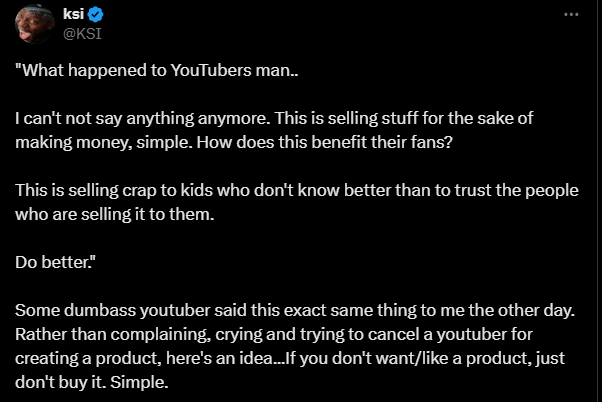 ksi
@KSI
"What happened to YouTubers man..
I can't not say anything anymore. This is selling stuff for the sake of
making money, simple. How does this benefit their fans?
This is selling crap to kids who don't know better than to trust the people
who are selling it to them.
Do better."
Some dumbass youtuber said this exact same thing to me the other day.
Rather than complaining, crying and trying to cancel a youtuber for
creating a product, here's an idea...If you don't want/like a product, just
don't buy it. Simple.